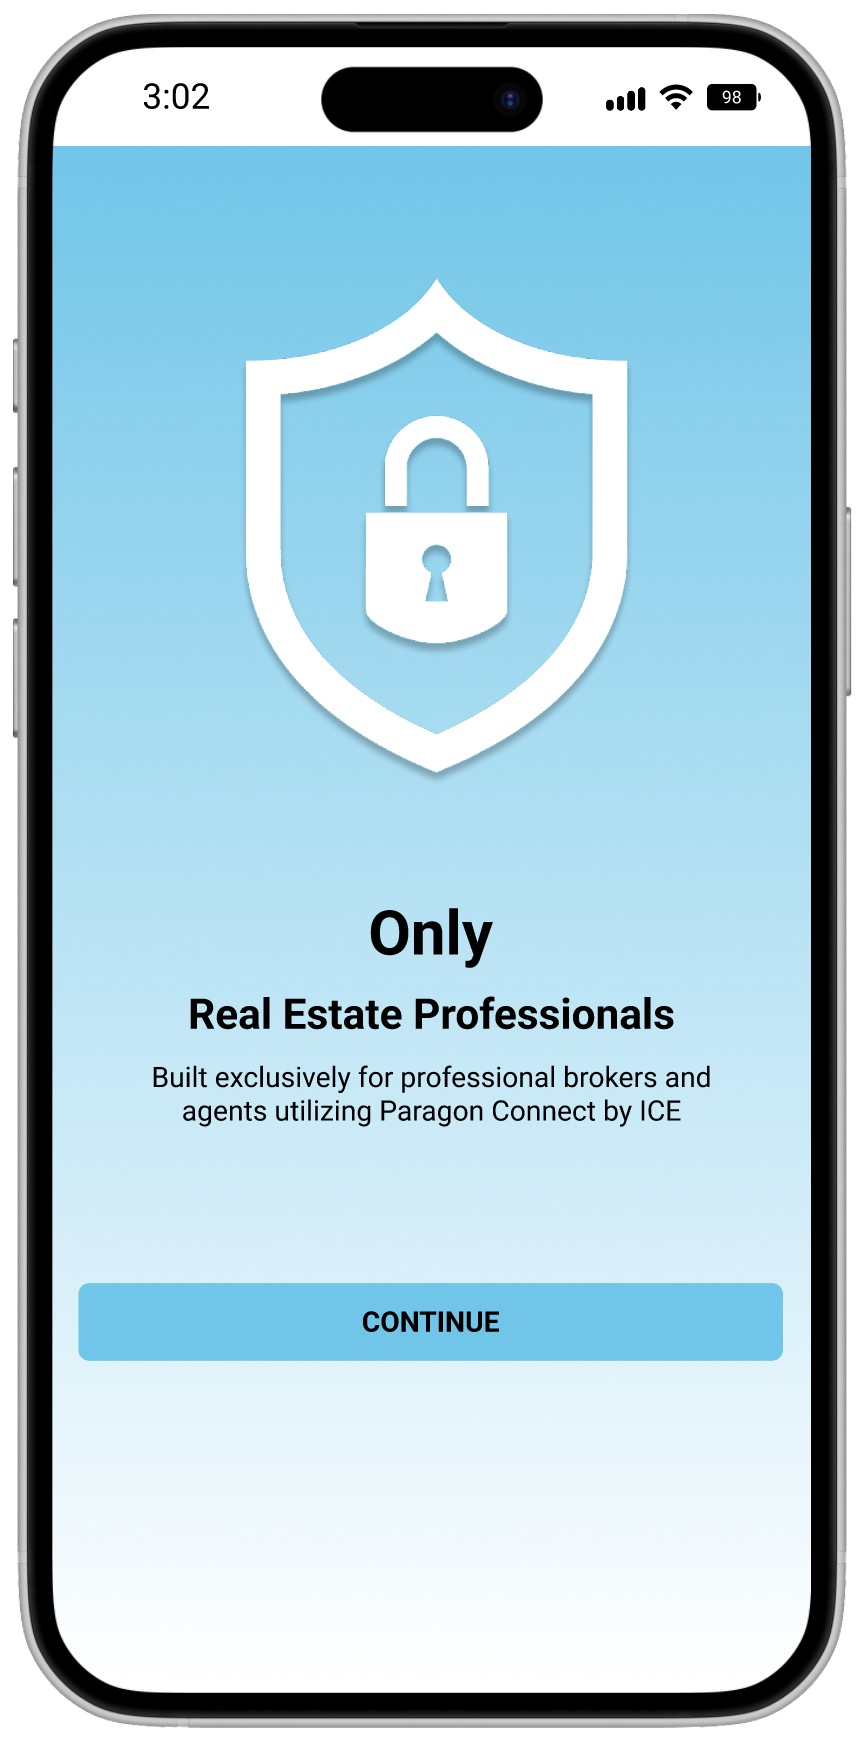 3:02
98
Only
Real Estate Professionals
Built exclusively for professional brokers and
agents utilizing Paragon Connect by ICE
CONTINUE